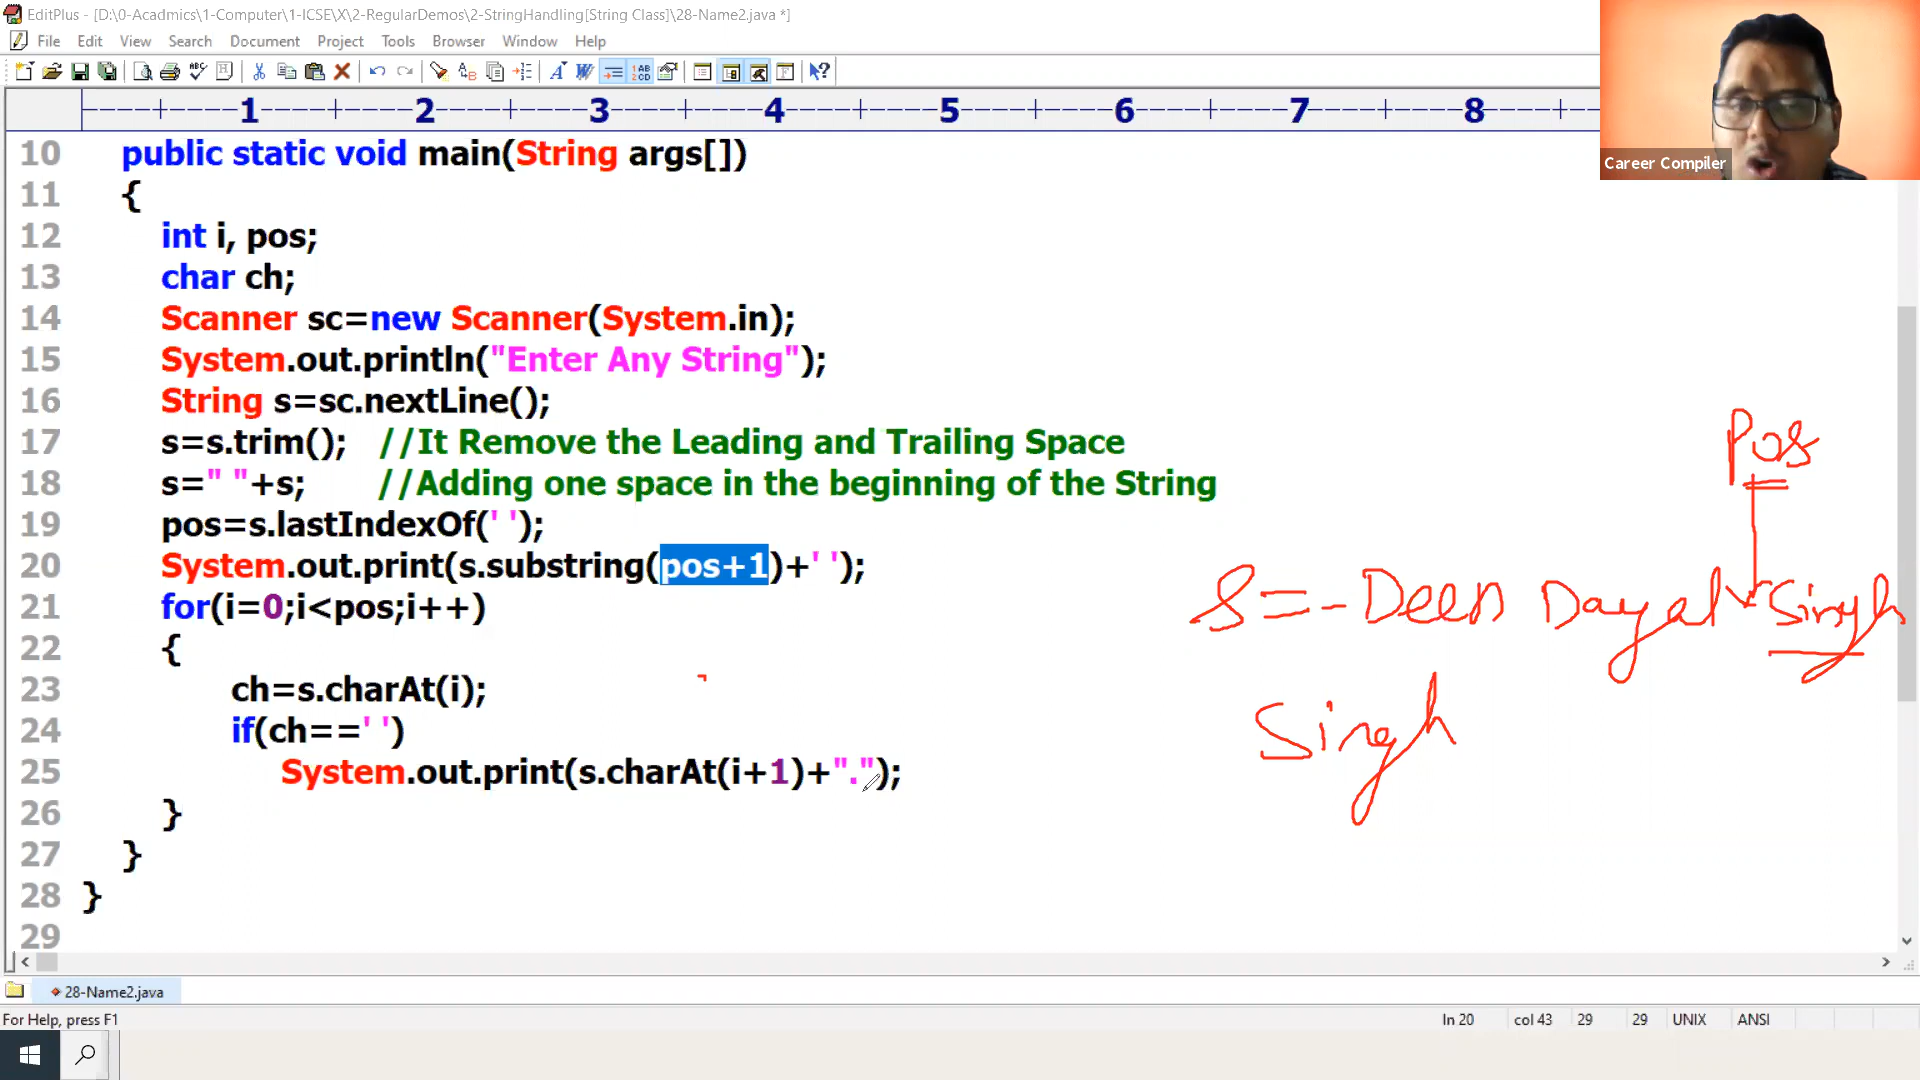 EditPlus - [D:\0-Acadmics\1-Computer\1-ICSE\X\2-RegularDemos\2-StringHandling[String Class]\28-Name2.java *]
File Edit View Search Document Project Tools Browser Window Help
Career Compiler
1 2 3 4 5 6 7 8
10 public static void main(String args[])
11 {
12 int i, pos;
13 char ch;
14 Scanner sc=new Scanner(System.in);
15 System.out.println("Enter Any String");
16 String s=sc.nextLine();
17 s=s.trim(); //It Remove the Leading and Trailing Space
18 s=" "+s; //Adding one space in the beginning of the String
19 pos=s.lastIndexOf(' ');
20 System.out.print(s.substring(pos+1)+' ');
21 for(i=0;i<pos;i++)
22 {
23 ch=s.charAt(i);
24 if(ch==' ')
25 System.out.print(s.charAt(i+1)+".");
26 }
27 }
28 }
29
Pos
S=-Deen Dayal Singh
Singh
28-Name2.java
For Help, press F1 ln 20 col 43 29 29 UNIX ANSI